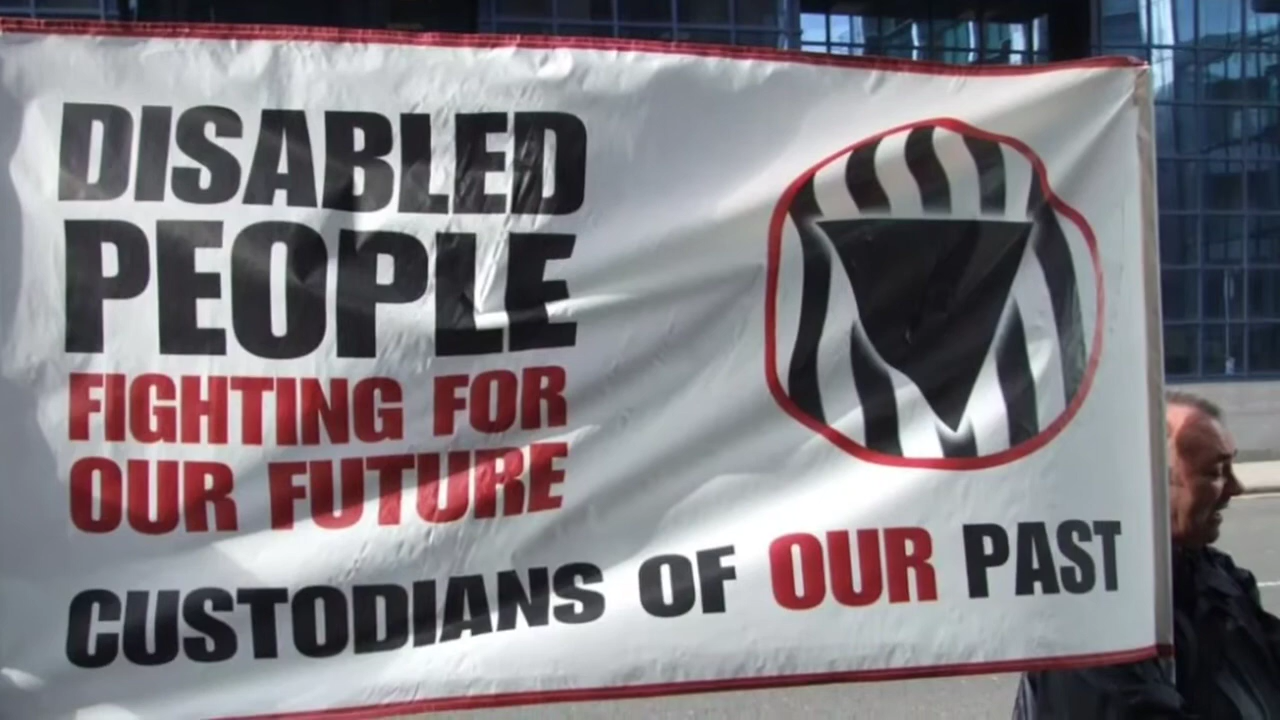 DISABLED
PEOPLE
FIGHTING FOR
OUR FUTURE
CUSTODIANS OF OUR PAST